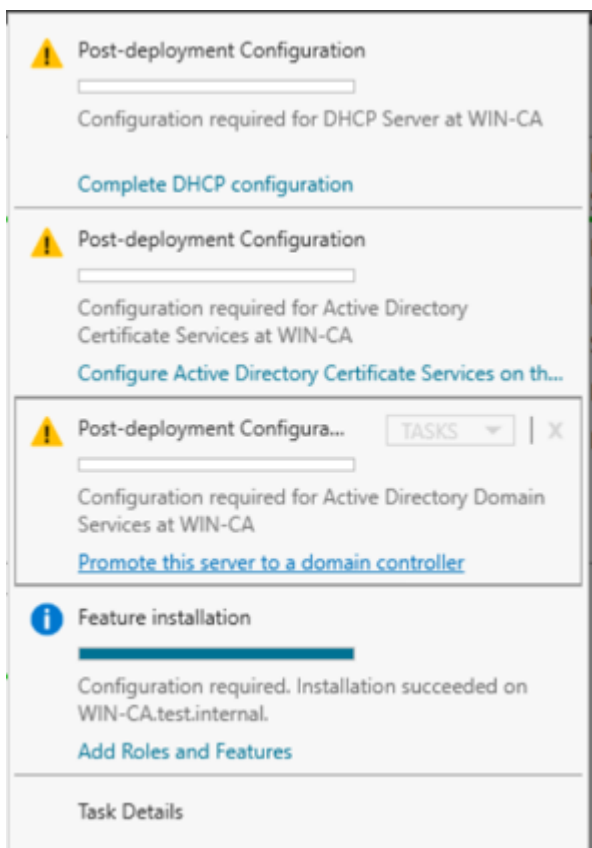 Post-deployment Configuration
Configuration required for DHCP Server at WIN-CA
Complete DHCP configuration
Post-deployment Configuration
Configuration required for Active Directory
Certificate Services at WIN-CA
Configure Active Directory Certificate Services on th...
Post-deployment Configura... TASKS X
Configuration required for Active Directory Domain
Services at WIN-CA
Promote this server to a domain controller
Feature installation
Configuration required. Installation succeeded on
WIN-CA.test.internal.
Add Roles and Features
Task Details